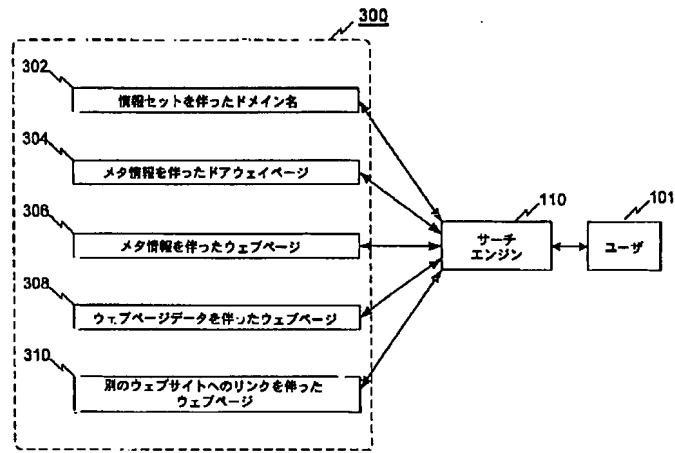 300
302
情報セットを伴ったドメイン名
304
メタ情報を伴ったドアウェイページ
306
メタ情報を伴ったウェブページ
308
ウェブページデータを伴ったウェブページ
310
別のウェブサイトへのリンクを伴った
ウェブページ
110
サーチ
エンジン
101
ユーザ